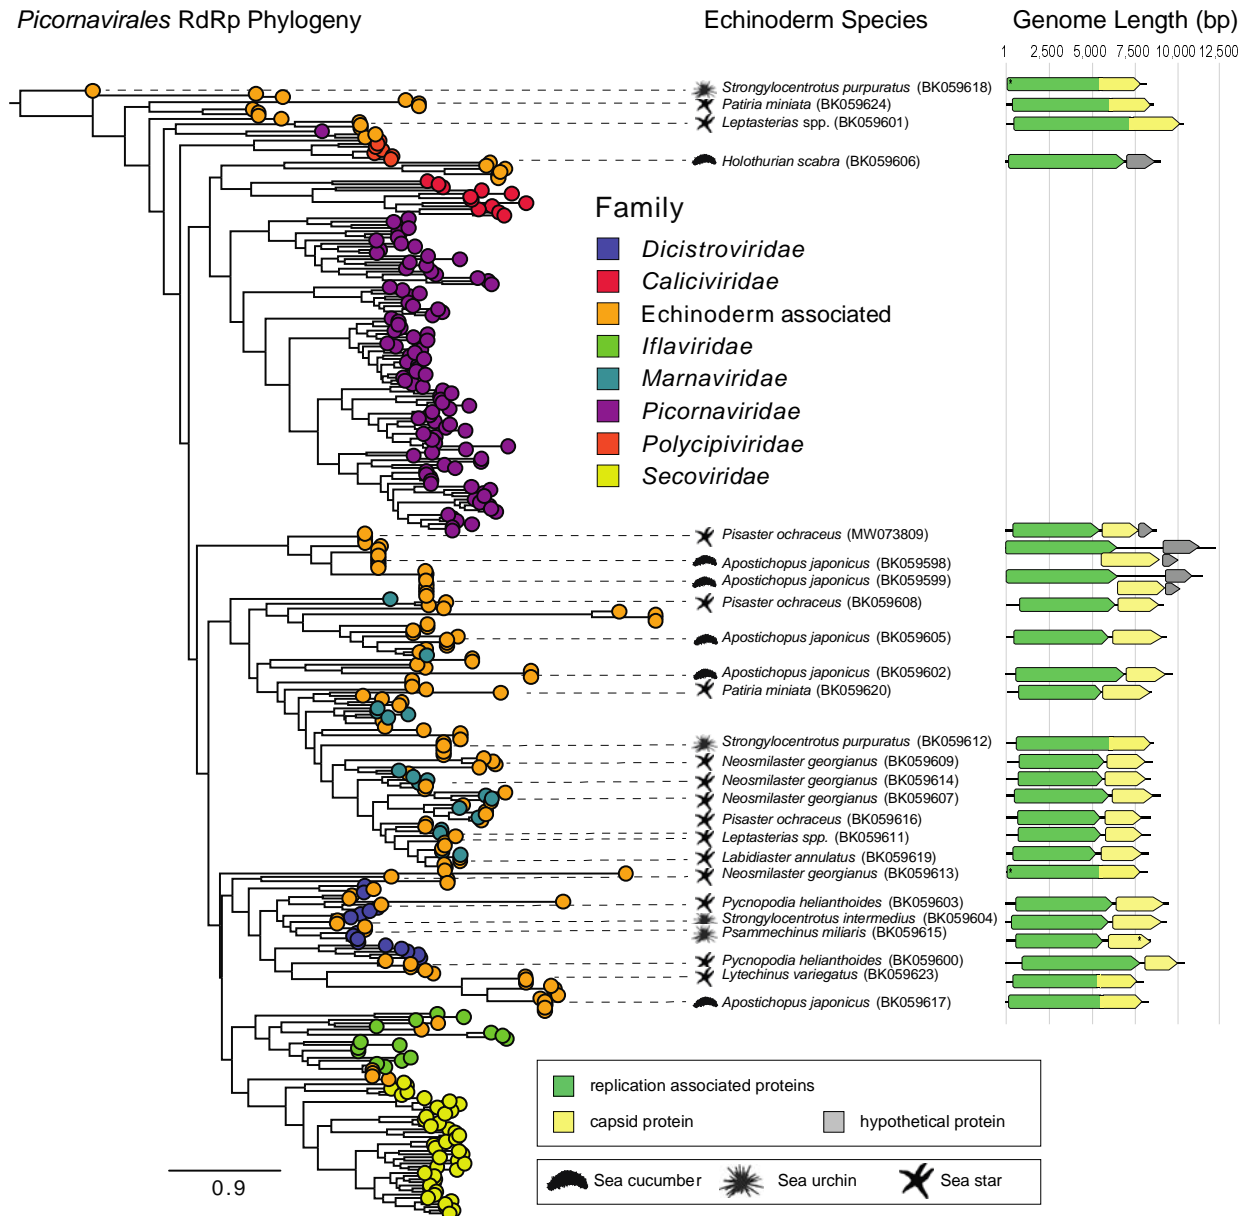 Picornavirales RdRp Phylogeny
Echinoderm Species
Genome Length (bp)
1 2,500 5,000 7,500 10,000 12,500
Strongylocentrotus purpuratus (BK059618)
*
Patiria miniata (BK059624)
Leptasterias spp. (BK059601)
Holothurian scabra (BK059606)
Family
Dicistroviridae
Caliciviridae
Echinoderm associated
Iflaviridae
Marnaviridae
Picornaviridae
Polycipiviridae
Secoviridae
Pisaster ochraceus (MW073809)
Apostichopus japonicus (BK059598)
Apostichopus japonicus (BK059599)
Pisaster ochraceus (BK059608)
Apostichopus japonicus (BK059605)
Apostichopus japonicus (BK059602)
Patiria miniata (BK059620)
Strongylocentrotus purpuratus (BK059612)
Neosmilaster georgianus (BK059609)
Neosmilaster georgianus (BK059614)
Neosmilaster georgianus (BK059607)
Pisaster ochraceus (BK059616)
Leptasterias spp. (BK059611)
Labidiaster annulatus (BK059619)
Neosmilaster georgianus (BK059613)
*
Pycnopodia helianthoides (BK059603)
Strongylocentrotus intermedius (BK059604)
Psammechinus miliaris (BK059615)
*
Pycnopodia helianthoides (BK059600)
Lytechinus variegatus (BK059623)
Apostichopus japonicus (BK059617)
replication associated proteins
capsid protein
hypothetical protein
0.9
Sea cucumber
Sea urchin
Sea star